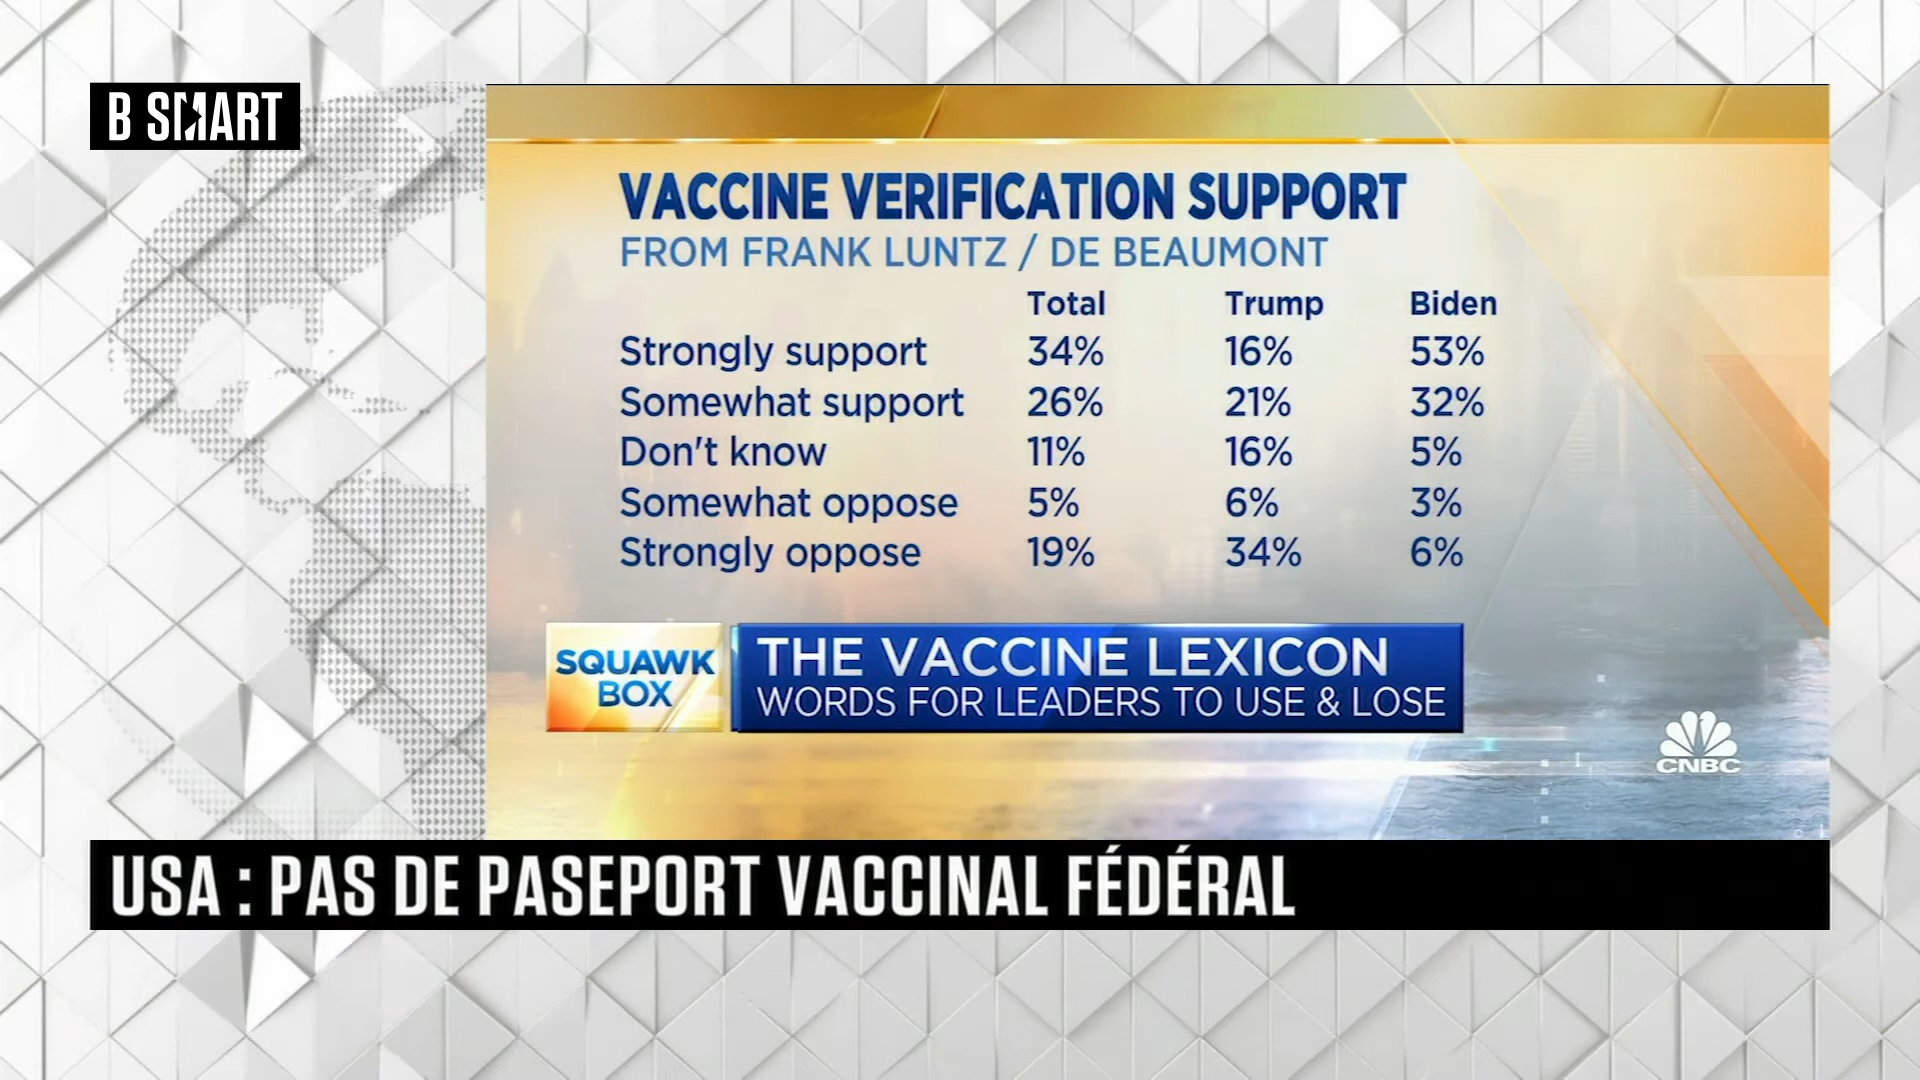 B SMART
VACCINE VERIFICATION SUPPORT
FROM FRANK LUNTZ / DE BEAUMONT
Total Trump Biden
Strongly support 34% 16% 53%
Somewhat support 26% 21% 32%
Don't know 11% 16% 5%
Somewhat oppose 5% 6% 3%
Strongly oppose 19% 34% 6%
SQUAWK
BOX
THE VACCINE LEXICON
WORDS FOR LEADERS TO USE & LOSE
CNBC
USA : PAS DE PASEPORT VACCINAL FÉDÉRAL